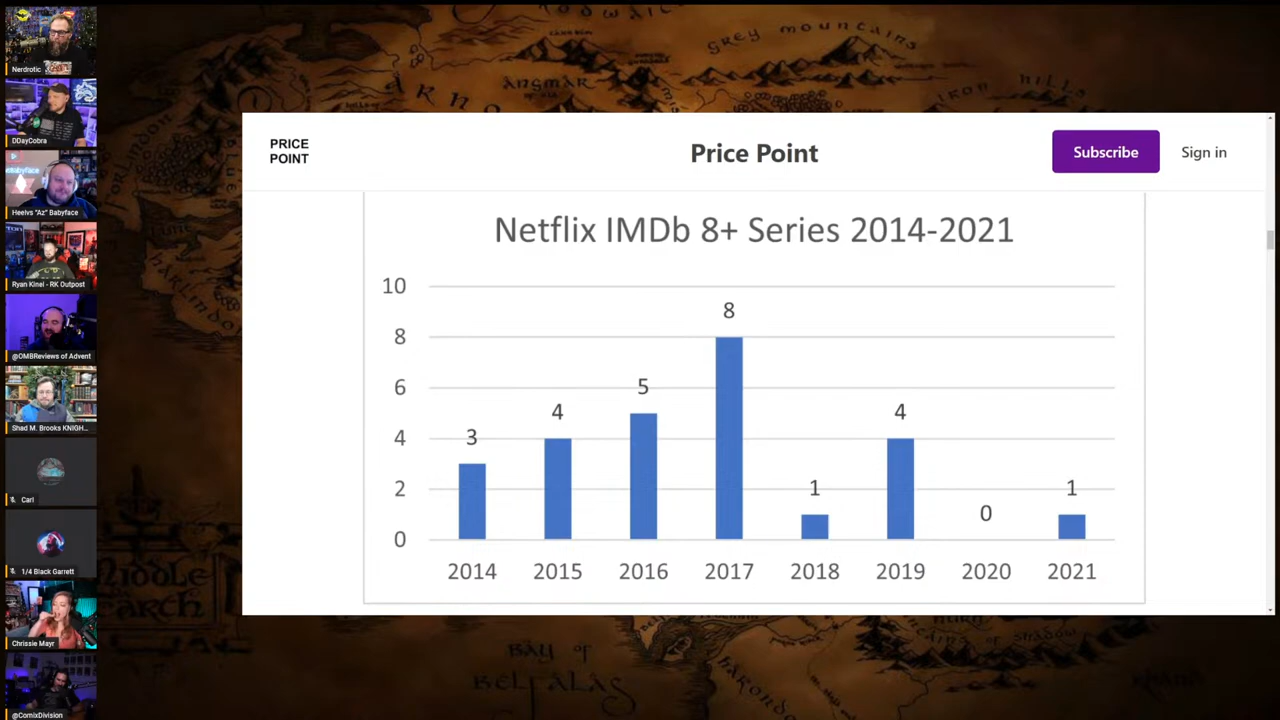 Nerdrotic
DDayCobra
Heelvs "Az" Babyface
Ryan Kinel - RK Outpost
@OMBReviews of Advent
Shad M. Brooks KNIGH...
Carl
1/4 Black Garrett
Chrissie Mayr
@ComixDivision
GREY MOUNTAINS
ANGMAR
PRICE
POINT
Price Point
Subscribe
Sign in
Netflix IMDb 8+ Series 2014-2021
10
8
6
4
2
0
3
4
5
8
1
4
0
1
2014
2015
2016
2017
2018
2019
2020
2021
MIDDLE
EARTH
BAY OF
BELFALAS